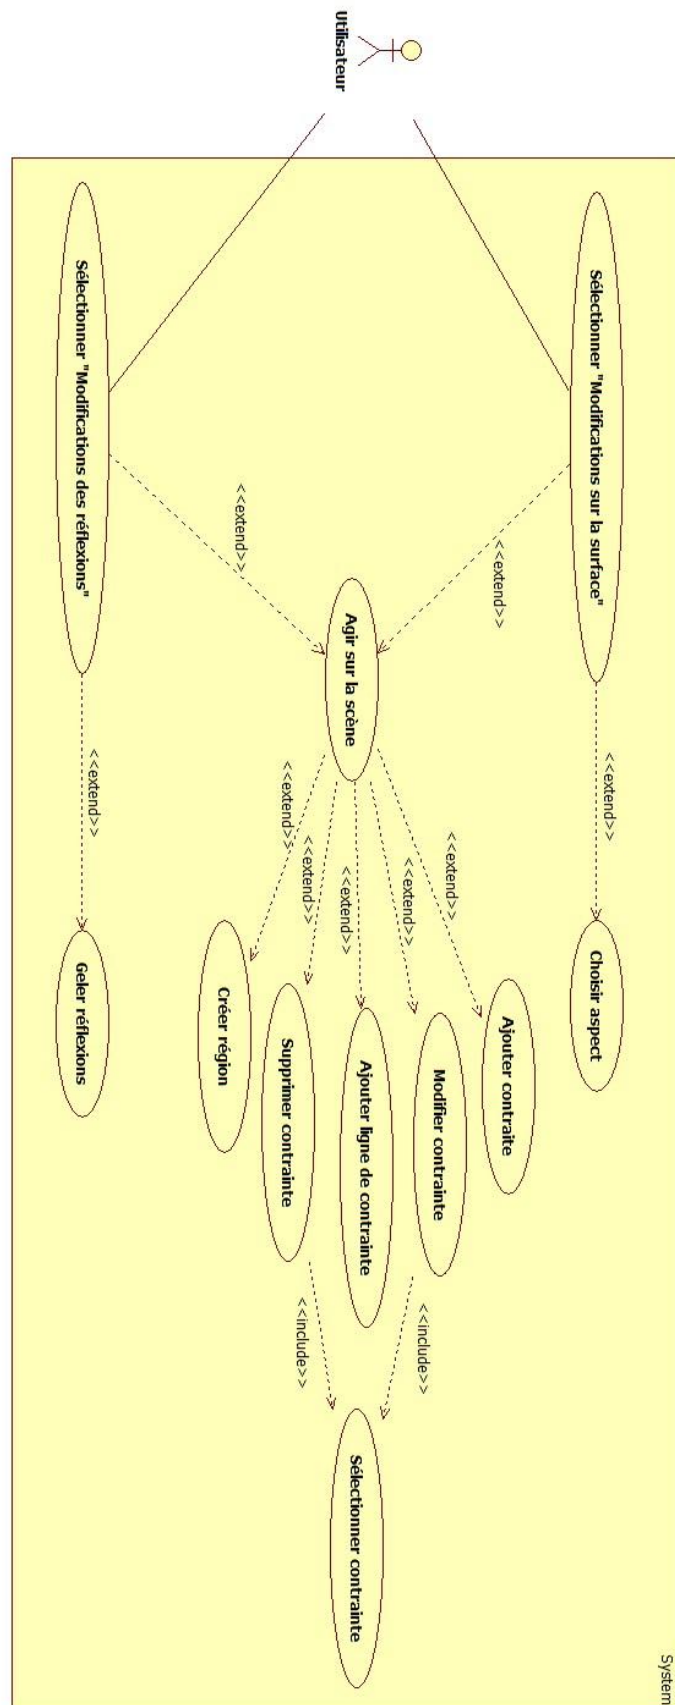 System
Utilisateur
Sélectionner "Modifications sur la surface"
<<extend>>
Choisir aspect
<<extend>>
Agir sur la scène
<<extend>>
Ajouter contraite
<<extend>>
Modifier contrainte
<<include>>
<<extend>>
Ajouter ligne de contrainte
Sélectionner contrainte
<<extend>>
Supprimer contrainte
<<include>>
<<extend>>
Créer région
<<extend>>
Sélectionner "Modifications des réflexions"
<<extend>>
Geler réflexions